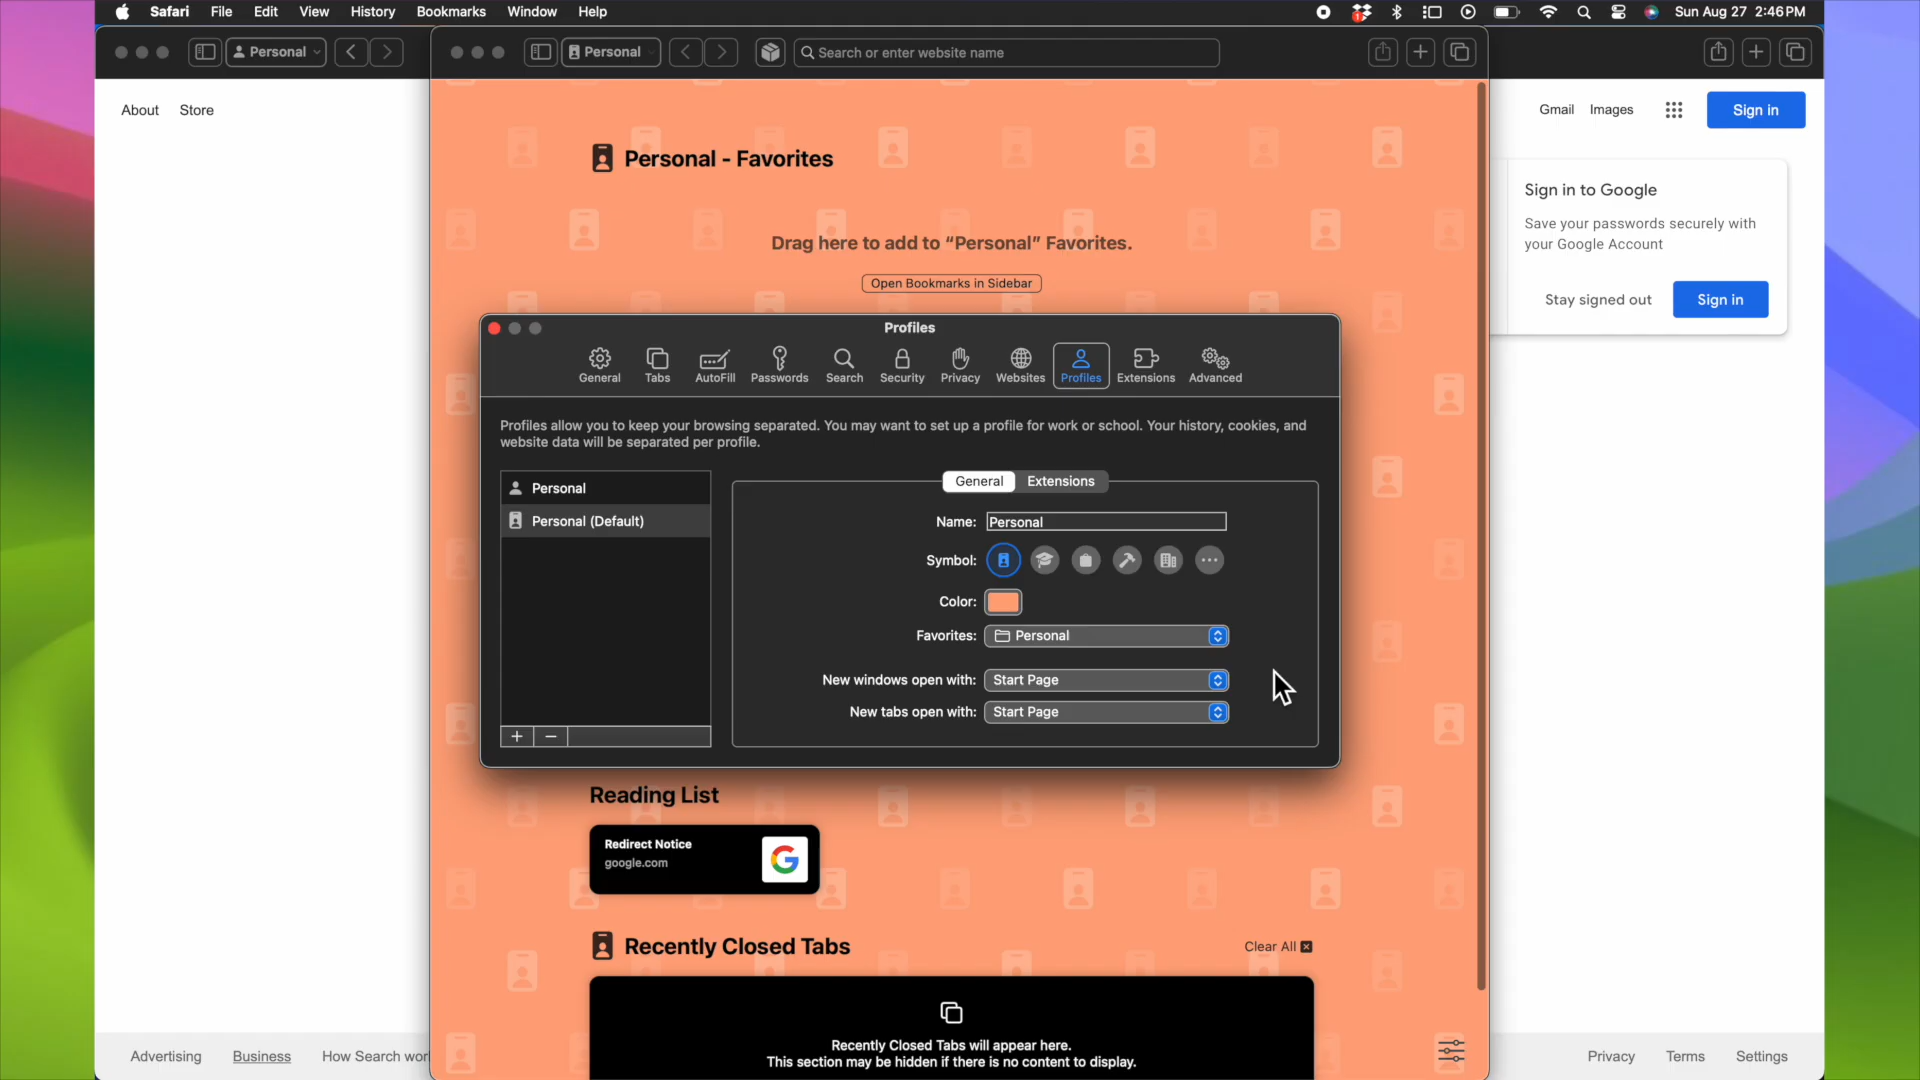 Safari File Edit View History Bookmarks Window Help
Sun Aug 27 2:46 PM
Personal
Personal
Search or enter website name
About Store
Gmail Images
Sign in
Personal - Favorites
Sign in to Google
Save your passwords securely with
your Google Account
Stay signed out
Sign in
Drag here to add to “Personal” Favorites.
Open Bookmarks in Sidebar
Profiles
General Tabs AutoFill Passwords Search Security Privacy Websites Profiles Extensions Advanced
Profiles allow you to keep your browsing separated. You may want to set up a profile for work or school. Your history, cookies, and
website data will be separated per profile.
Personal
Personal (Default)
General Extensions
Name: Personal
Symbol:
Color:
Favorites: Personal
New windows open with: Start Page
New tabs open with: Start Page
Reading List
Redirect Notice
google.com
Recently Closed Tabs
Clear All
Recently Closed Tabs will appear here.
This section may be hidden if there is no content to display.
Advertising Business How Search wor
Privacy Terms Settings